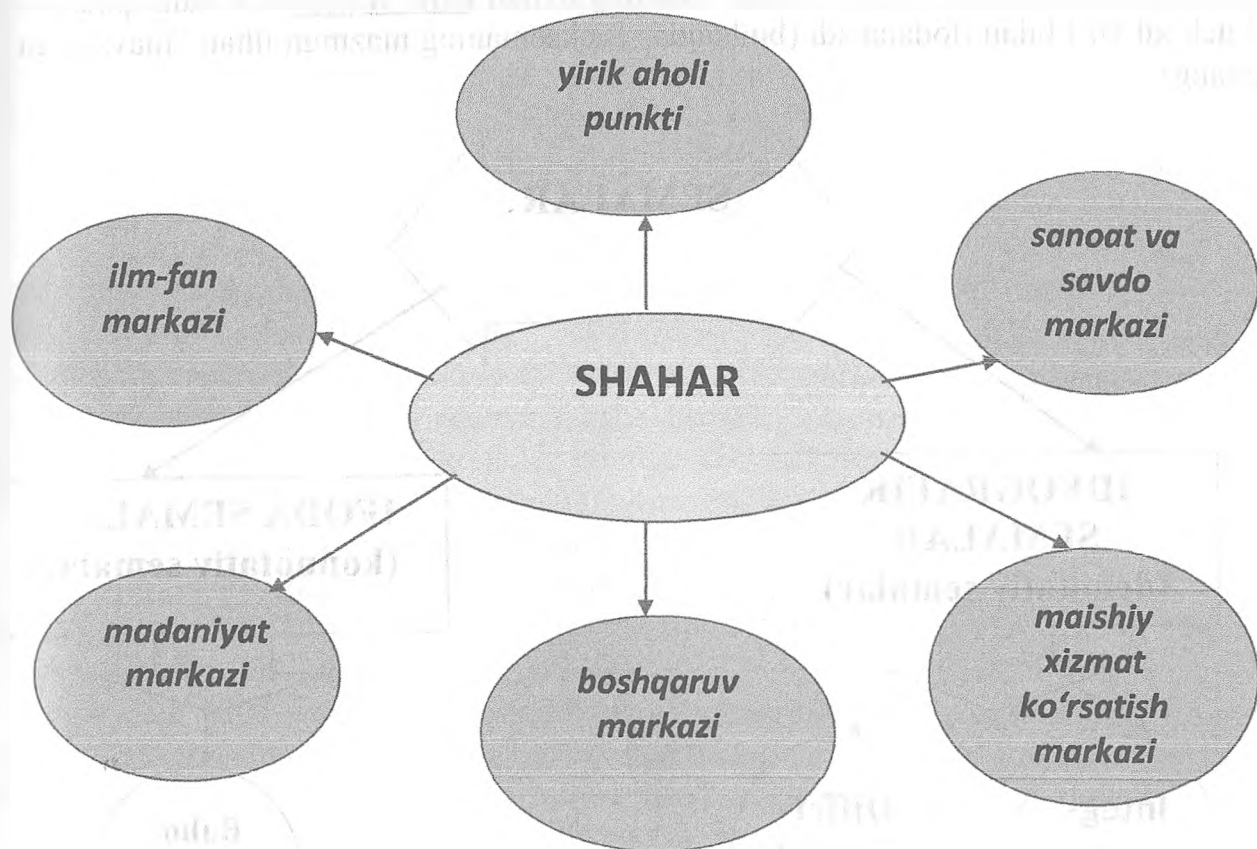 yirik aholi
punkti
ilm-fan
markazi
sanoat va
savdo
markazi
SHAHAR
madaniyat
markazi
boshqaruv
markazi
maishiy
xizmat
ko‘rsatish
markazi